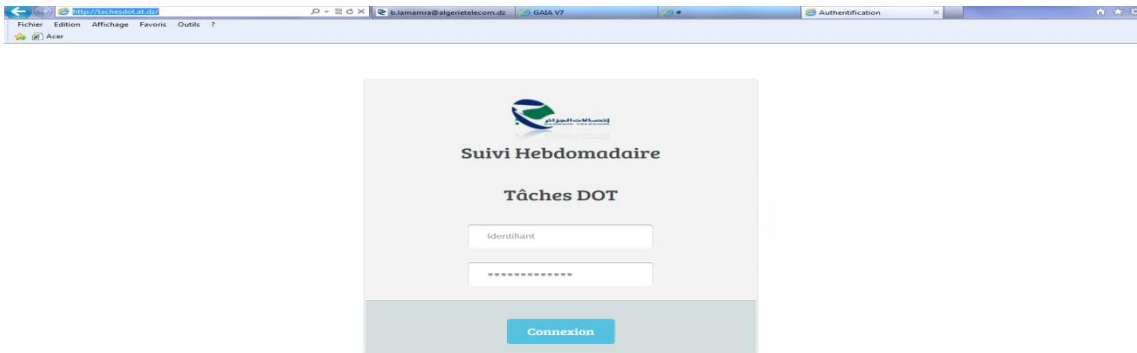 http://tachesdot.at.dz/
b.lamamra@algerietelecom.dz
GAIA V7
Authentification
Fichier Edition Affichage Favoris Outils ?
Acer
اتصالات الجزائر
Suivi Hebdomadaire
Tâches DOT
Identifiant
Connexion